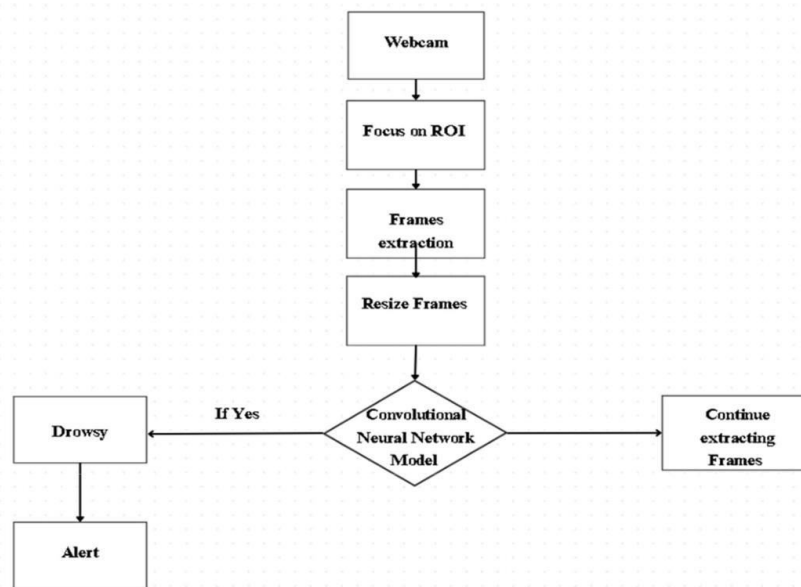 Webcam
Focus on ROI
Frames
extraction
Resize Frames
If Yes
Convolutional
Neural Network
Model
Drowsy
Continue
extracting
Frames
Alert